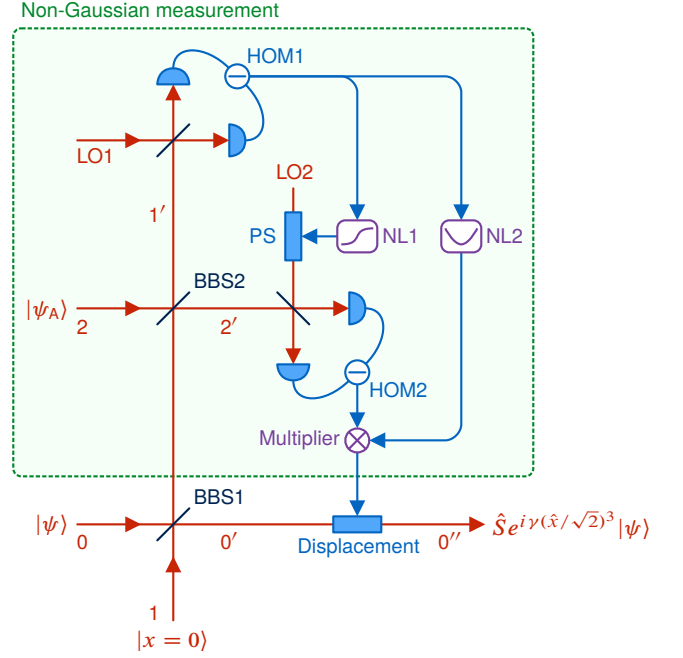 Non-Gaussian measurement
HOM1
LO1
LO2
1′
PS
NL1
NL2
BBS2
|ψ_A⟩
2
2′
HOM2
Multiplier
BBS1
|ψ⟩
0
0′
Displacement
0′′
Ŝe^{iγ(x̂/√2)^3}|ψ⟩
1
|x = 0⟩